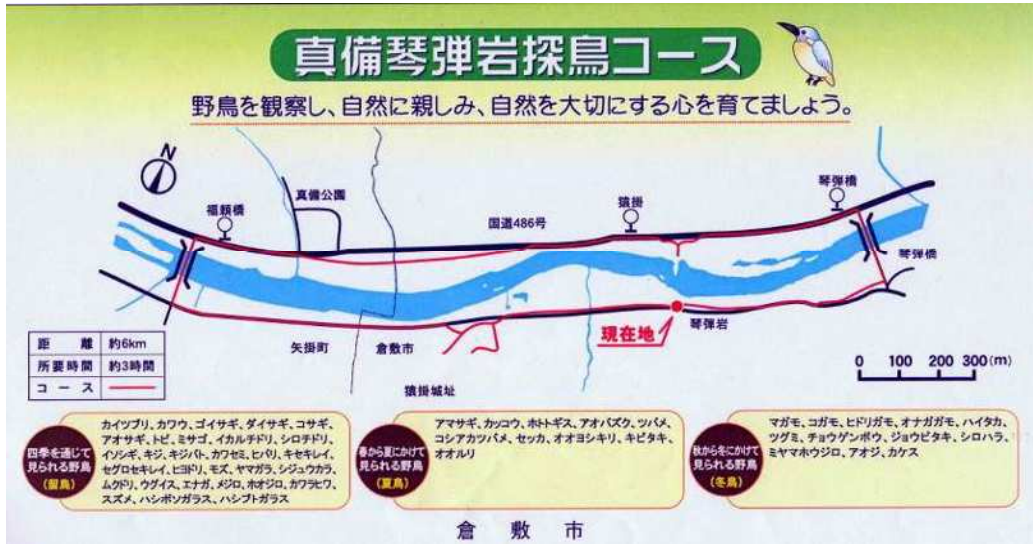 真備琴弾岩探鳥コース
野鳥を観察し、自然に親しみ、自然を大切にする心を育てましょう。
N
福頼橋
真備公園
国道486号
猿掛
琴弾橋
琴弾橋
現在地
琴弾岩
矢掛町
倉敷市
猿掛城址
距離 約6km
所要時間 約3時間
コース
0 100 200 300(m)
四季を通じて
見られる野鳥
(留鳥)
カイツブリ、カワウ、ゴイサギ、ダイサギ、コサギ、
アオサギ、トビ、ミサゴ、イカルチドリ、シロチドリ、
イソシギ、キジ、キジバト、カワセミ、ヒバリ、キセキレイ、
セグロセキレイ、ヒヨドリ、モズ、ヤマガラ、シジュウカラ、
ムクドリ、ウグイス、エナガ、メジロ、ホオジロ、カワラヒワ、
スズメ、ハシボソガラス、ハシブトガラス
春から夏にかけて
見られる野鳥
(夏鳥)
アマサギ、カッコウ、ホトトギス、アオバズク、ツバメ、
コシアカツバメ、セッカ、オオヨシキリ、キビタキ、
オオルリ
秋から冬にかけて
見られる野鳥
(冬鳥)
マガモ、コガモ、ヒドリガモ、オナガガモ、ハイタカ、
ツグミ、チョウゲンボウ、ジョウビタキ、シロハラ、
ミヤマホウジロ、アオジ、カケス
倉敷市